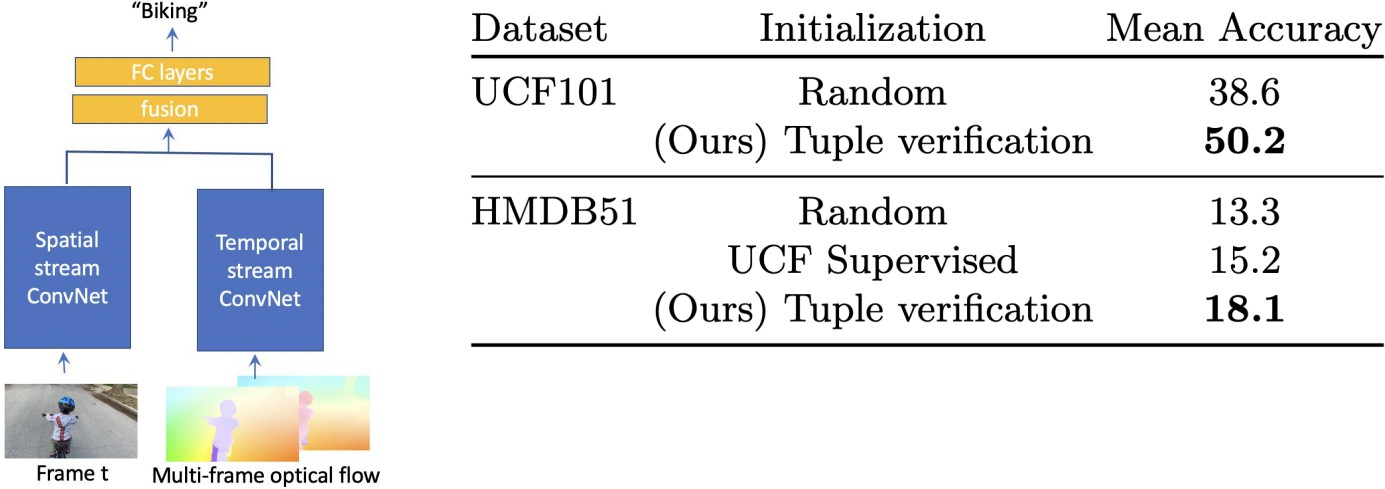 “Biking”
FC layers
fusion
Spatial
stream
ConvNet
Temporal
stream
ConvNet
Frame t
Multi-frame optical flow
Dataset Initialization Mean Accuracy
UCF101 Random 38.6
(Ours) Tuple verification 50.2
HMDB51 Random 13.3
UCF Supervised 15.2
(Ours) Tuple verification 18.1